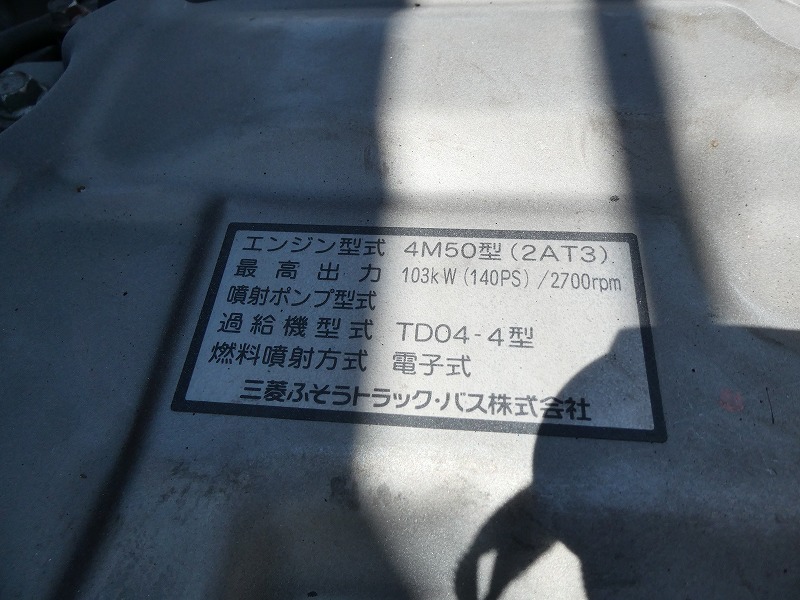 エンジン型式 4M50型(2AT3)
最高出力 103kW(140PS)/2700rpm
噴射ポンプ型式
過給機型式 TD04-4型
燃料噴射方式 電子式
三菱ふそうトラック・バス株式会社